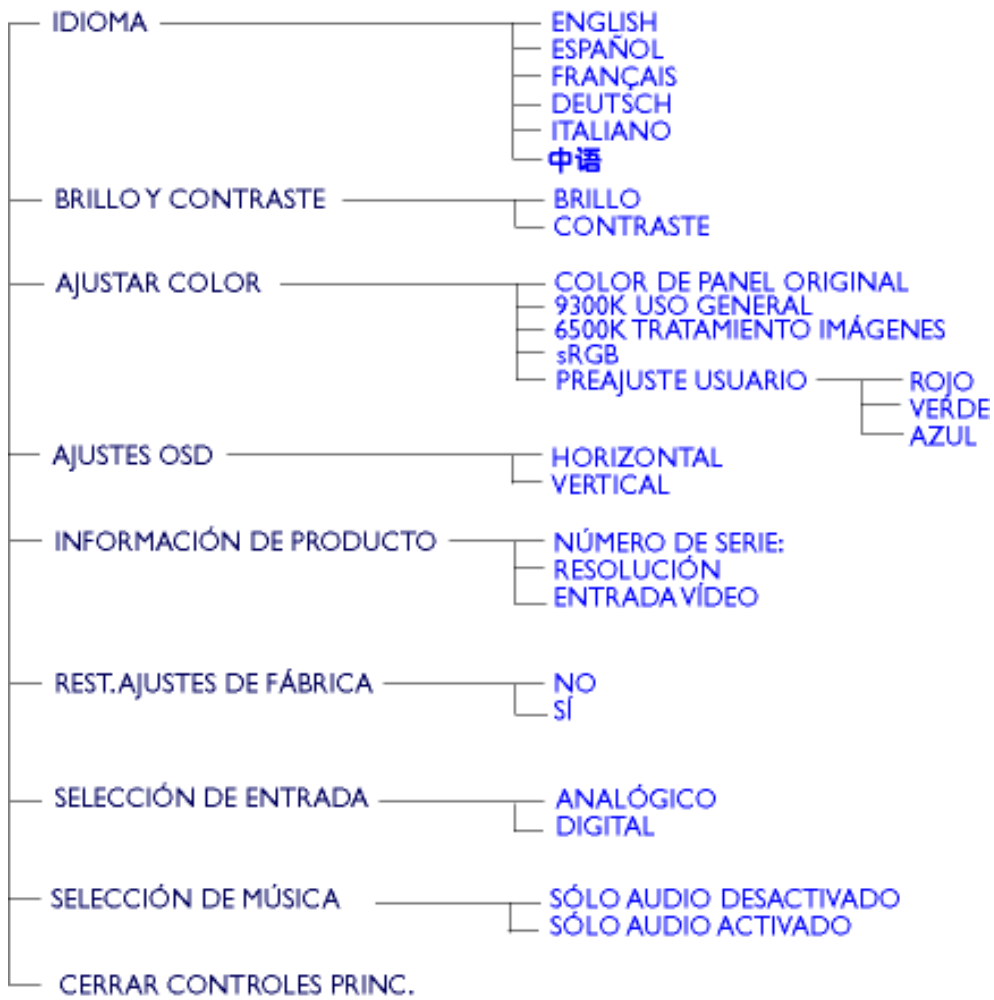 IDIOMA
ENGLISH
ESPAÑOL
FRANÇAIS
DEUTSCH
ITALIANO
中语
BRILLO Y CONTRASTE
BRILLO
CONTRASTE
AJUSTAR COLOR
COLOR DE PANEL ORIGINAL
9300K USO GENERAL
6500K TRATAMIENTO IMÁGENES
sRGB
PREAJUSTE USUARIO
ROJO
VERDE
AZUL
AJUSTES OSD
HORIZONTAL
VERTICAL
INFORMACIÓN DE PRODUCTO
NÚMERO DE SERIE:
RESOLUCIÓN
ENTRADA VÍDEO
REST. AJUSTES DE FÁBRICA
NO
SÍ
SELECCIÓN DE ENTRADA
ANALÓGICO
DIGITAL
SELECCIÓN DE MÚSICA
SÓLO AUDIO DESACTIVADO
SÓLO AUDIO ACTIVADO
CERRAR CONTROLES PRINC.